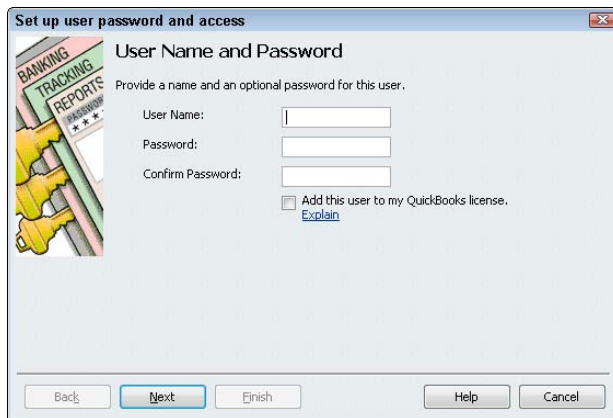 Set up user password and access
BANKING
TRACKING
REPORTS
PASSWORD
****
User Name and Password
Provide a name and an optional password for this user.
User Name:
Password:
Confirm Password:
Add this user to my QuickBooks license.
Explain
Back
Next
Finish
Help
Cancel